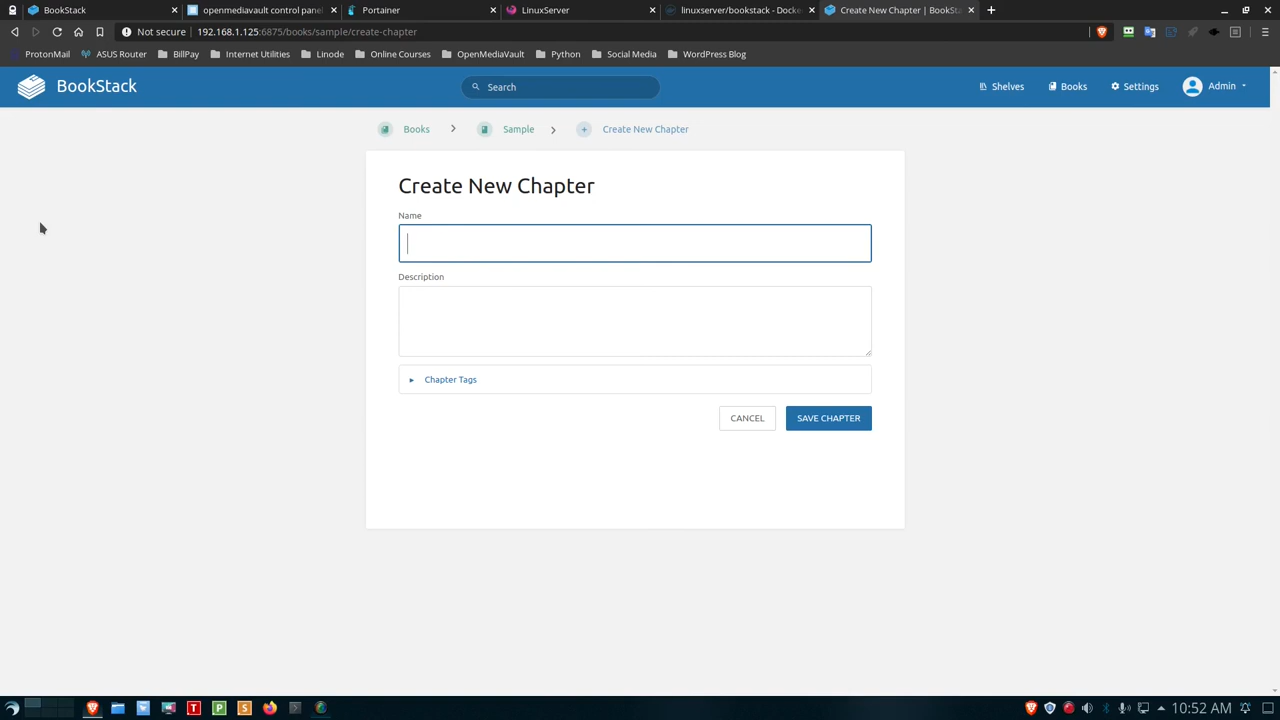 BookStack
openmediavault control panel
Portainer
LinuxServer
linuxserver/bookstack - Docke
Create New Chapter | BookSta
Not secure
192.168.1.125:6875/books/sample/create-chapter
ProtonMail
ASUS Router
BillPay
Internet Utilities
Linode
Online Courses
OpenMediaVault
Python
Social Media
WordPress Blog
BookStack
Search
Shelves
Books
Settings
Admin
Books
Sample
Create New Chapter
Create New Chapter
Name
Description
Chapter Tags
CANCEL
SAVE CHAPTER
T
P
S
10:52 AM